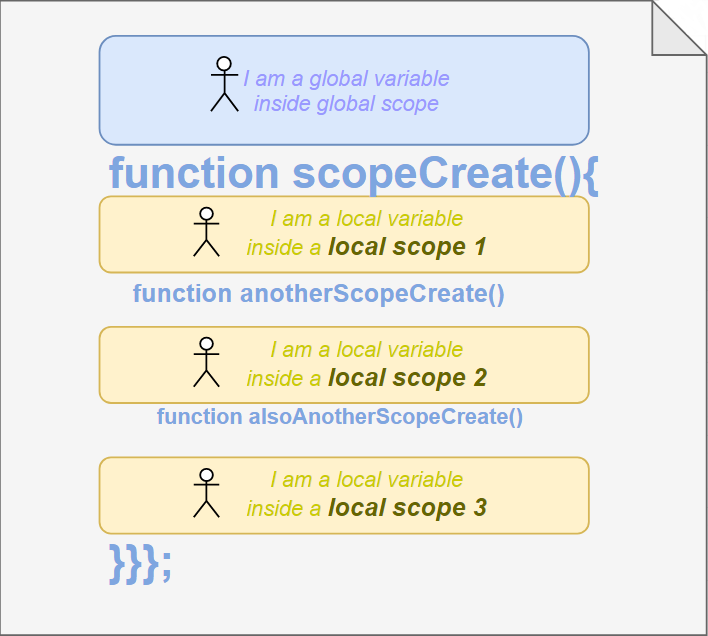 I am a global variable
inside global scope
function scopeCreate(){
I am a local variable
inside a local scope 1
function anotherScopeCreate()
I am a local variable
inside a local scope 2
function alsoAnotherScopeCreate()
I am a local variable
inside a local scope 3
}}};